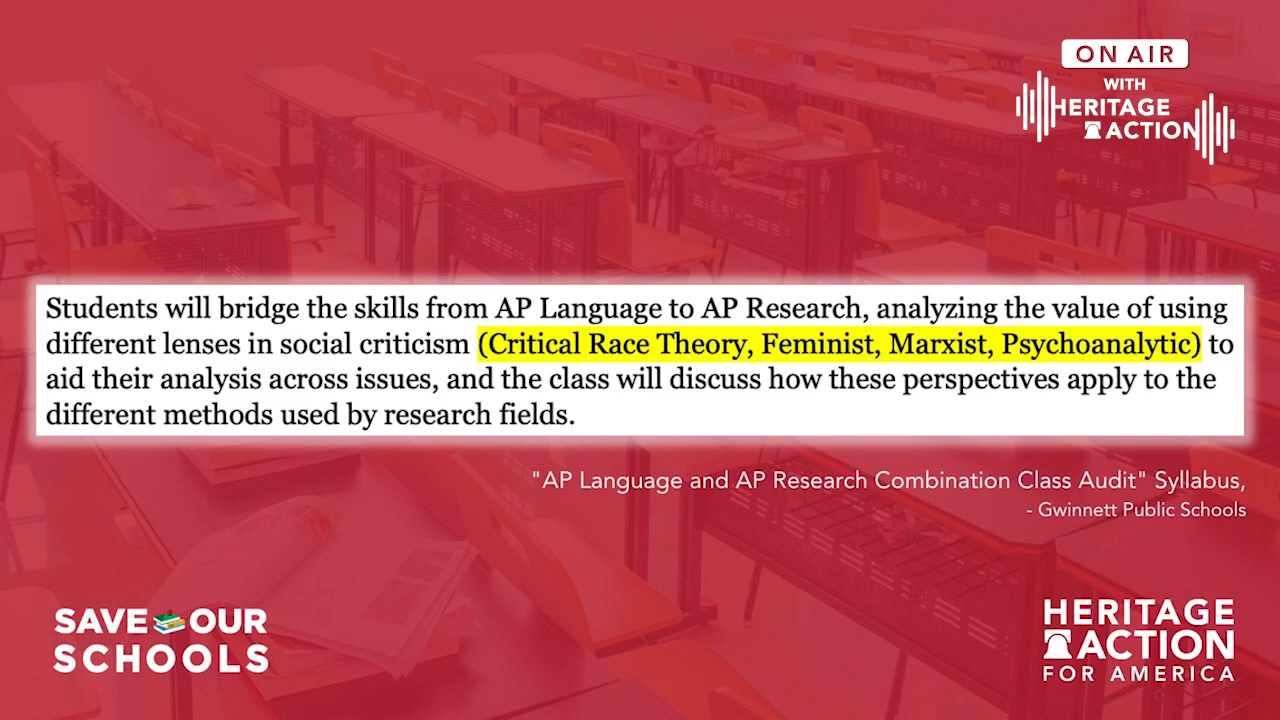 ON AIR
WITH
HERITAGE
ACTION
Students will bridge the skills from AP Language to AP Research, analyzing the value of using
different lenses in social criticism (Critical Race Theory, Feminist, Marxist, Psychoanalytic) to
aid their analysis across issues, and the class will discuss how these perspectives apply to the
different methods used by research fields.
"AP Language and AP Research Combination Class Audit" Syllabus,
- Gwinnett Public Schools
SAVE OUR
SCHOOLS
HERITAGE
ACTION
FOR AMERICA